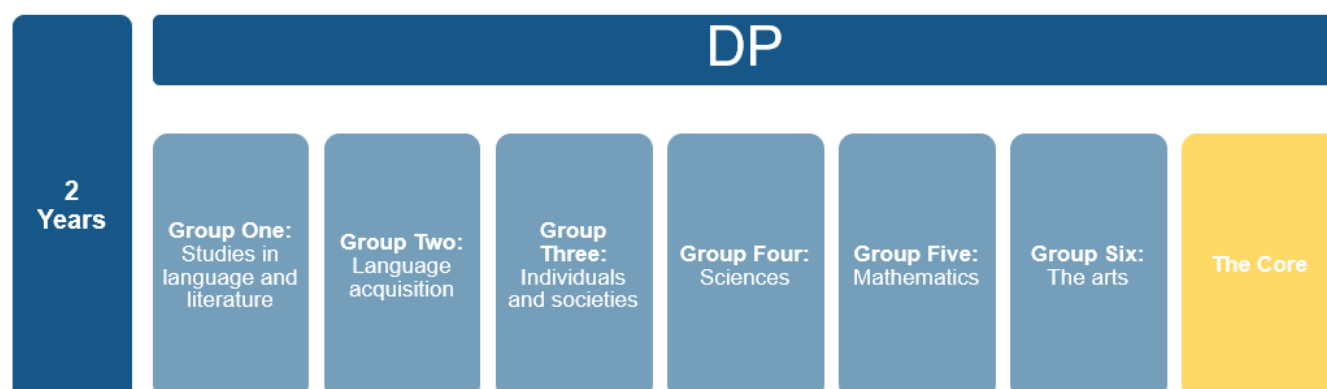 DP
2
Years
Group One:
Studies in
language and
literature
Group Two:
Language
acquisition
Group
Three:
Individuals
and societies
Group Four:
Sciences
Group Five:
Mathematics
Group Six:
The arts
The Core